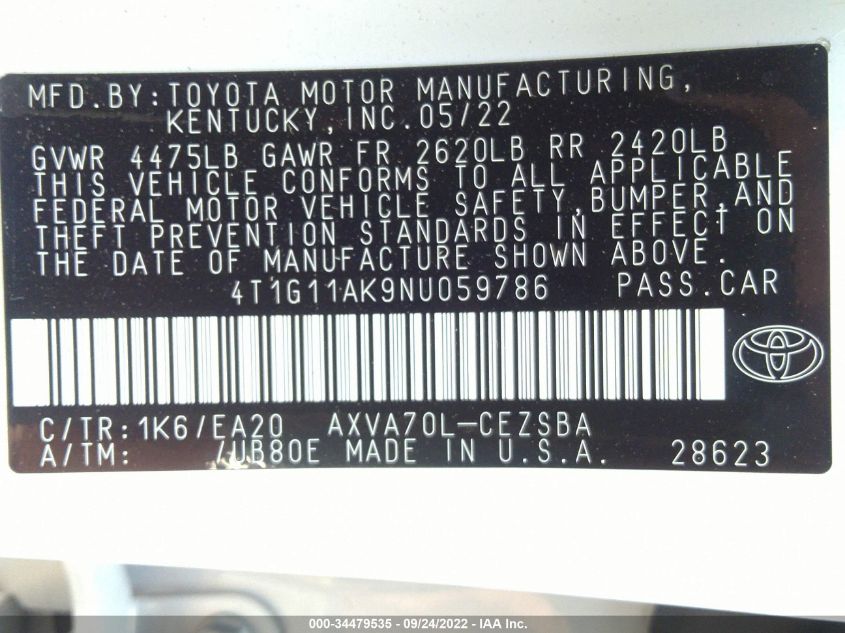 MFD.BY:TOYOTA MOTOR MANUFACTURING,
KENTUCKY,INC.05/22
GVWR 4475LB GAWR FR 2620LB RR 2420LB
THIS VEHICLE CONFORMS TO ALL APPLICABLE
FEDERAL MOTOR VEHICLE SAFETY,BUMPER,AND
THEFT PREVENTION STANDARDS IN EFFECT ON
THE DATE OF MANUFACTURE SHOWN ABOVE.
4T1G11AK9NU059786 PASS.CAR
C/TR:1K6/EA20 AXVA70L-CEZSBA
A/TM: /UB80E MADE IN U.S.A. 28623
000-34479535 - 09/24/2022 - IAA Inc.